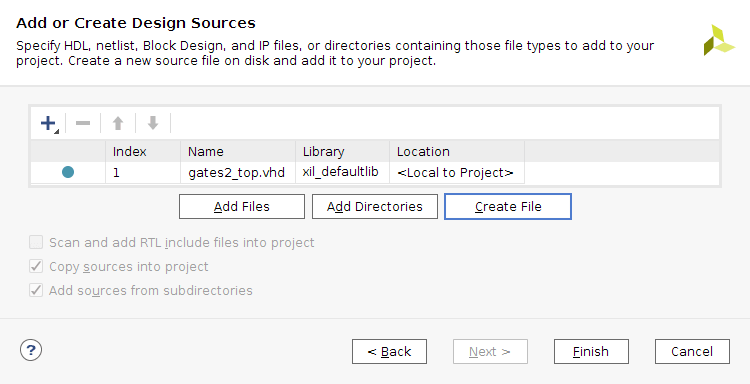 Add or Create Design Sources
Specify HDL, netlist, Block Design, and IP files, or directories containing those file types to add to your
project. Create a new source file on disk and add it to your project.
Index Name Library Location
1 gates2_top.vhd xil_defaultlib <Local to Project>
Add Files Add Directories Create File
Scan and add RTL include files into project
Copy sources into project
Add sources from subdirectories
? < Back Next > Finish Cancel